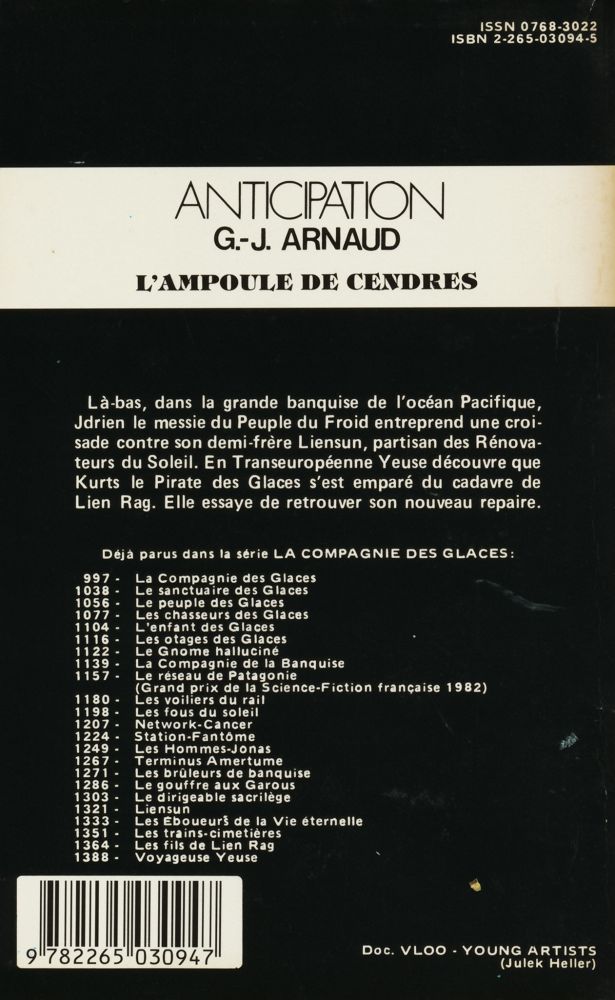 ISSN 0768-3022
ISBN 2-265-03094-5
ANTICIPATION
G.-J. ARNAUD
L'AMPOULE DE CENDRES
Là-bas, dans la grande banquise de l'océan Pacifique,
Jdrien le messie du Peuple du Froid entreprend une croi-
sade contre son demi-frère Liensun, partisan des Rénova-
teurs du Soleil. En Transeuropéenne Yeuse découvre que
Kurts le Pirate des Glaces s'est emparé du cadavre de
Lien Rag. Elle essaye de retrouver son nouveau repaire.
Déjà parus dans la série LA COMPAGNIE DES GLACES:
997 - La Compagnie des Glaces
1038 - Le sanctuaire des Glaces
1056 - Le peuple des Glaces
1077 - Les chasseurs des Glaces
1104 - L'enfant des Glaces
1116 - Les otages des Glaces
1122 - Le Gnome halluciné
1139 - La Compagnie de la Banquise
1157 - Le réseau de Patagonie
(Grand prix de la Science-Fiction française 1982)
1180 - Les voiliers du rail
1198 - Les fous du soleil
1207 - Network-Cancer
1224 - Station-Fantôme
1249 - Les Hommes-Jonas
1267 - Terminus Amertume
1271 - Les brûleurs de banquise
1286 - Le gouffre aux Garous
1303 - Le dirigeable sacrilège
1321 - Liensun
1333 - Les Éboueurs de la Vie éternelle
1351 - Les trains-cimetières
1364 - Les fils de Lien Rag
1388 - Voyageuse Yeuse
9 782265 030947
Doc. VLOO - YOUNG ARTISTS
(Julek Heller)